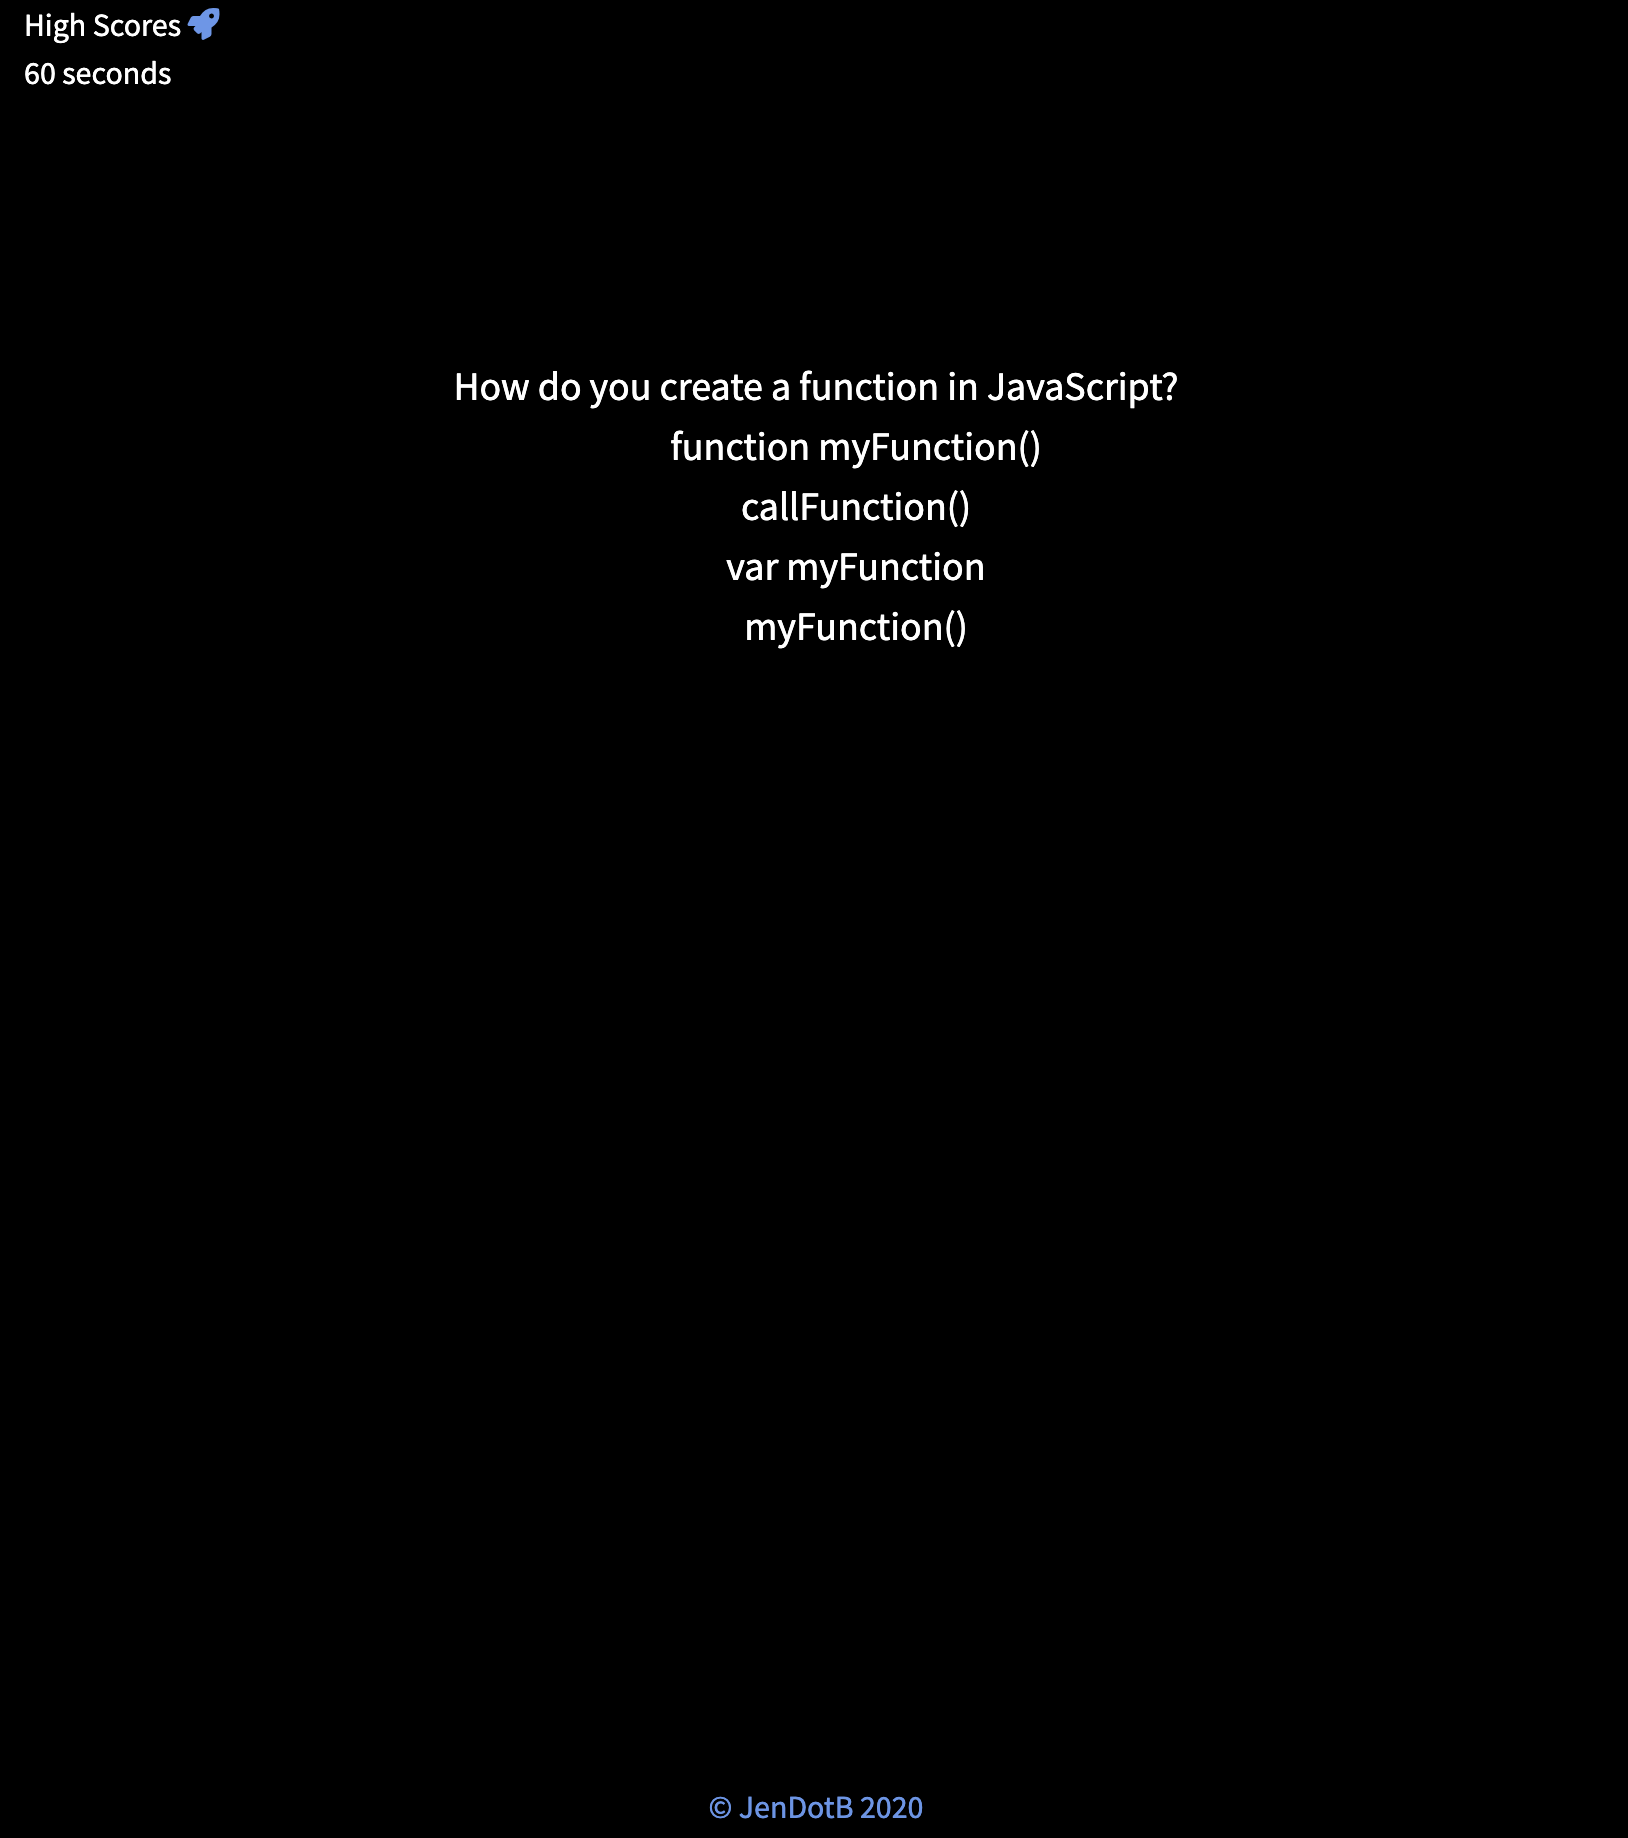 High Scores
60 seconds
How do you create a function in JavaScript?
function myFunction()
callFunction()
var myFunction
myFunction()
© JenDotB 2020